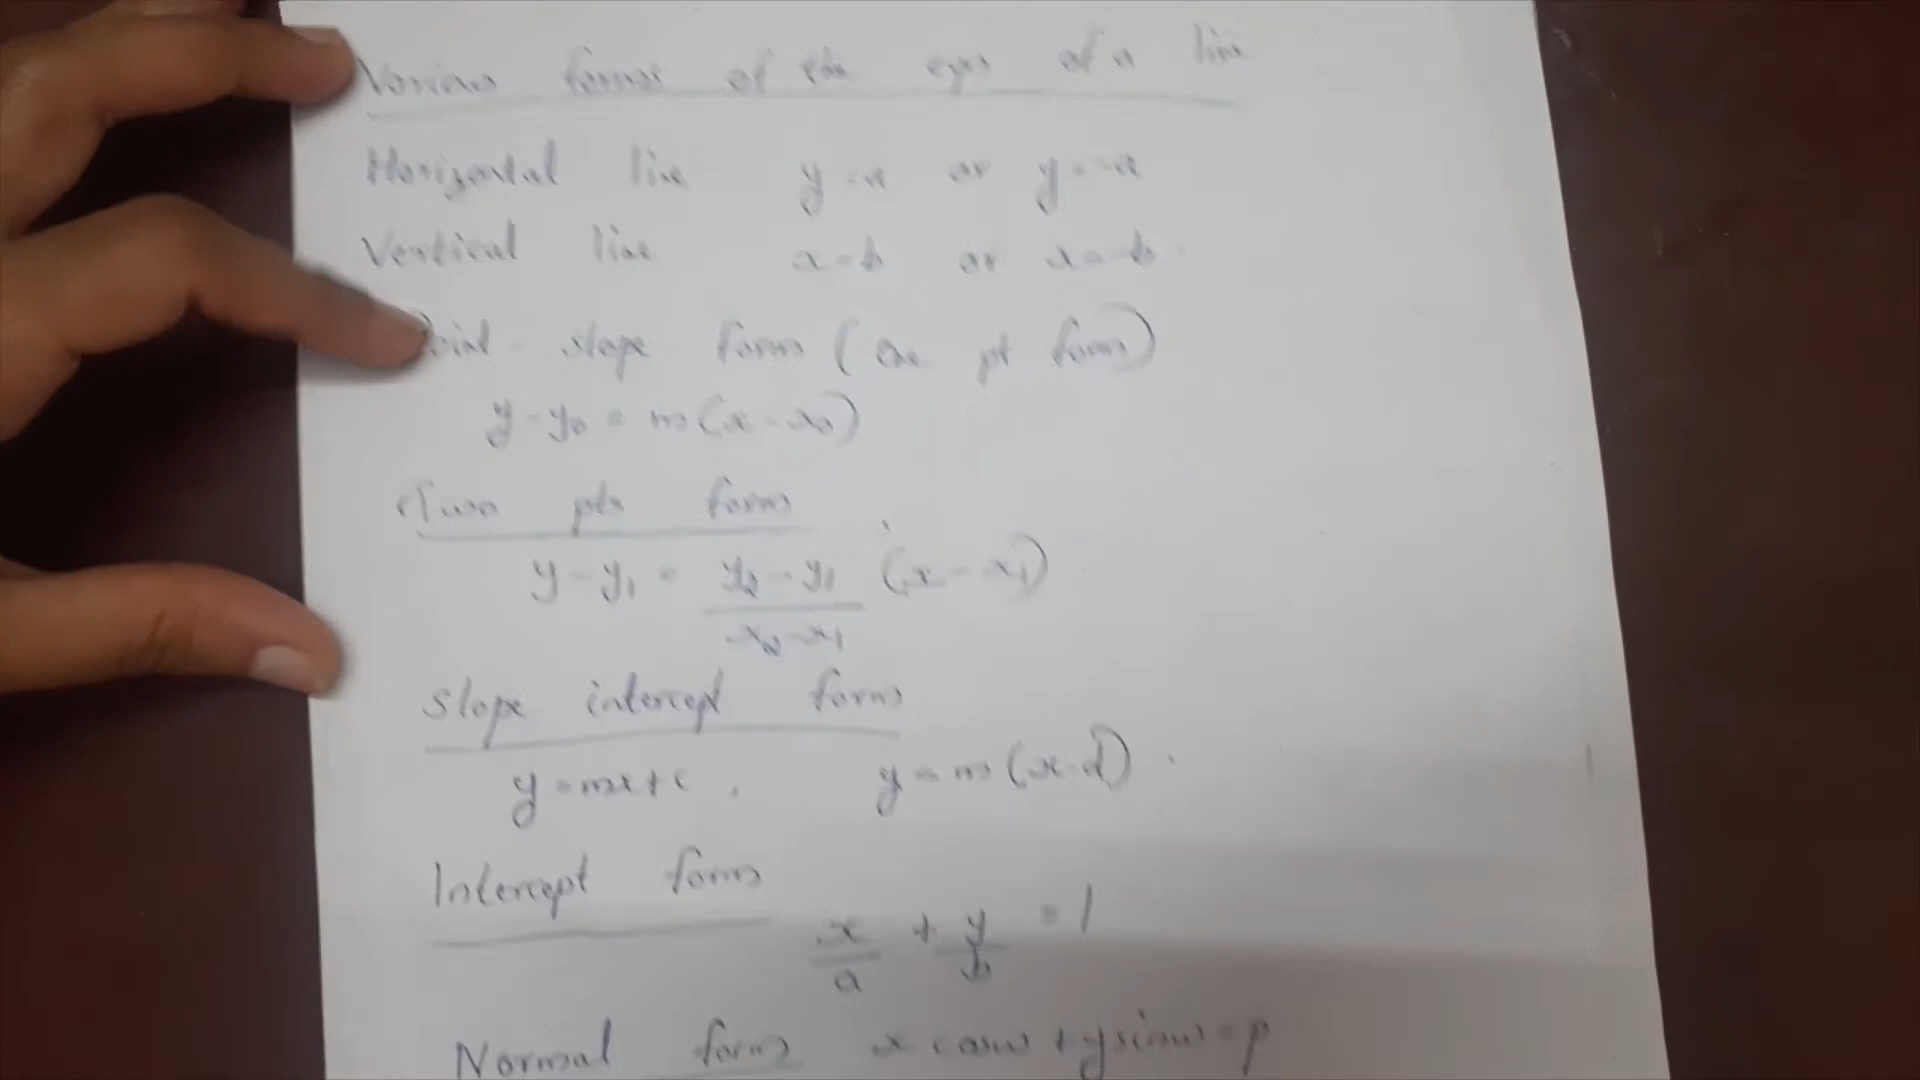 Various forms of the eqns of a line
Horizontal line y = a or y = -a
Vertical line x = b or x = -b.
Point - slope form (One pt form)
y - y₀ = m(x - x₀)
Two pts form
y - y₁ = y₂ - y₁ / x₂ - x₁ (x - x₁)
Slope intercept form
y = mx + c, y = m(x - d).
Intercept form
x/a + y/b = 1
Normal form x cosω + y sinω = p